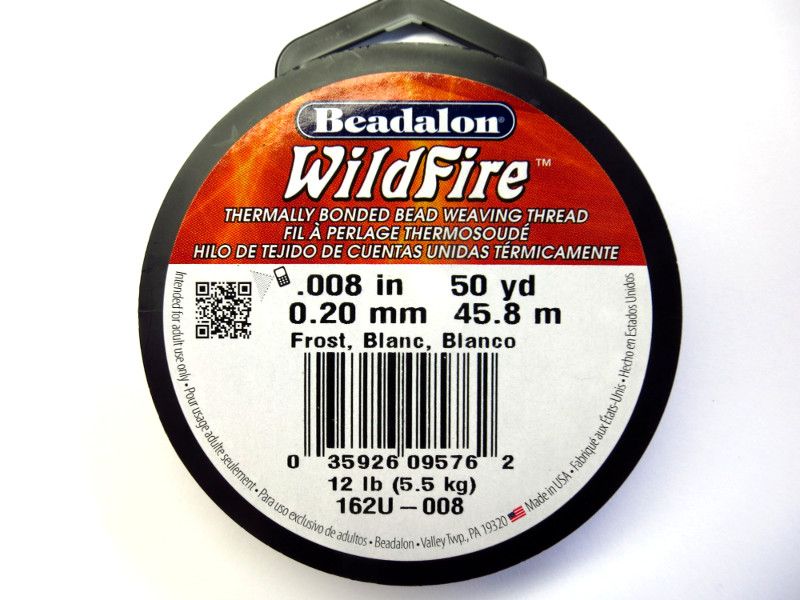 Beadalon®
WildFire™
THERMALLY BONDED BEAD WEAVING THREAD
FIL À PERLAGE THERMOSOUDÉ
HILO DE TEJIDO DE CUENTAS UNIDAS TÉRMICAMENTE
.008 in 50 yd
0.20 mm 45.8 m
Frost, Blanc, Blanco
0 35926 09576 2
12 lb (5.5 kg)
162U-008
Intended for adult use only • Pour usage adulte seulement • Para uso exclusivo de adultos • Beadalon • Valley Twp., PA 19320 Made in USA • Fabriqué aux États-Unis • Hecho en Estados Unidos